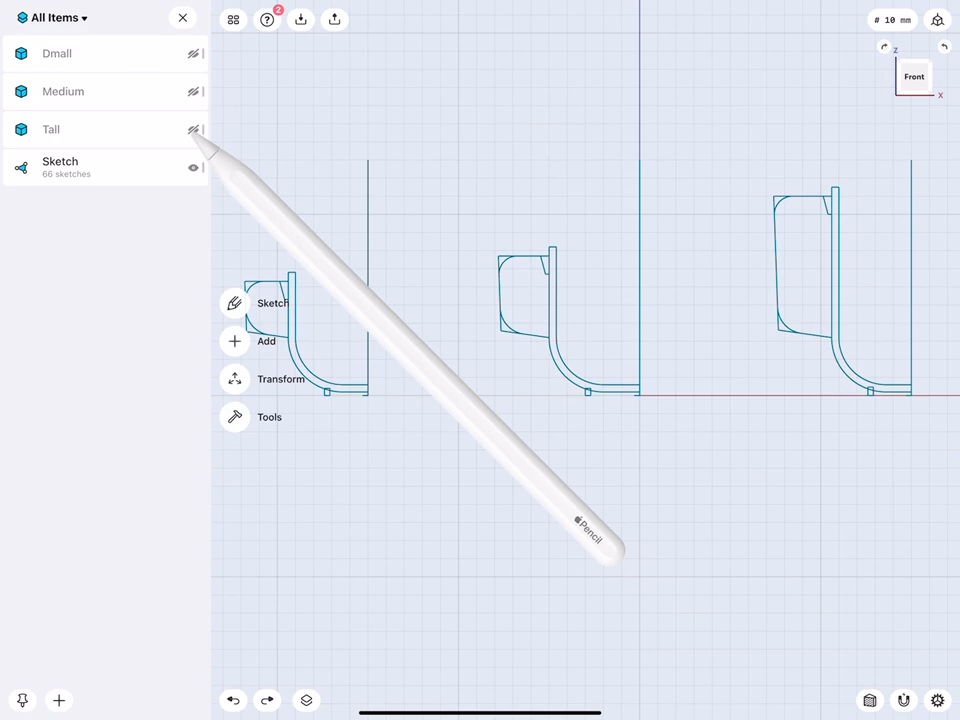 All Items
2
# 10 mm
Dmall
Z
Front
X
Medium
Tall
Sketch
66 sketches
Sketch
Add
Transform
Tools
Pencil